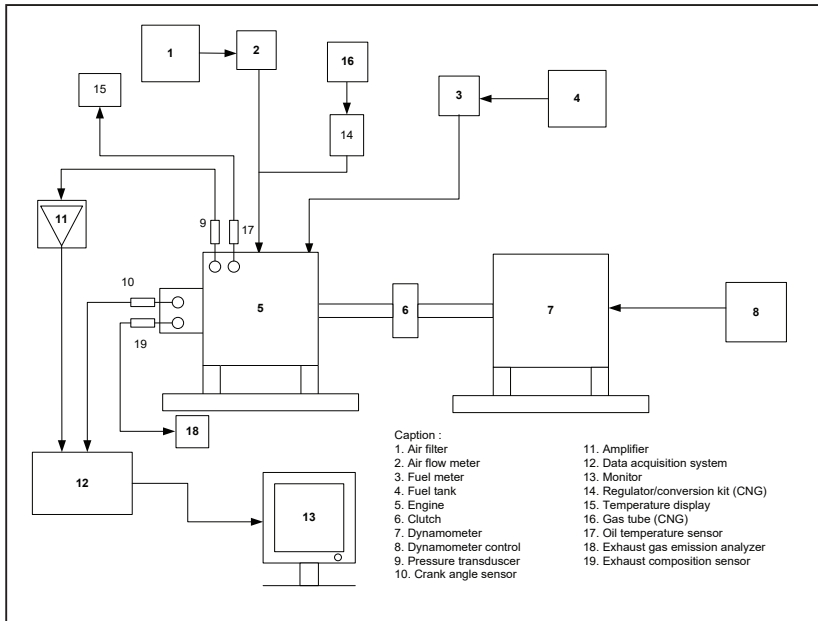 1
2
16
15
3
4
14
9
17
11
10
5
6
7
8
19
18
12
13
Caption :
1. Air filter
2. Air flow meter
3. Fuel meter
4. Fuel tank
5. Engine
6. Clutch
7. Dynamometer
8. Dynamometer control
9. Pressure transduscer
10. Crank angle sensor
11. Amplifier
12. Data acquisition system
13. Monitor
14. Regulator/conversion kit (CNG)
15. Temperature display
16. Gas tube (CNG)
17. Oil temperature sensor
18. Exhaust gas emission analyzer
19. Exhaust composition sensor